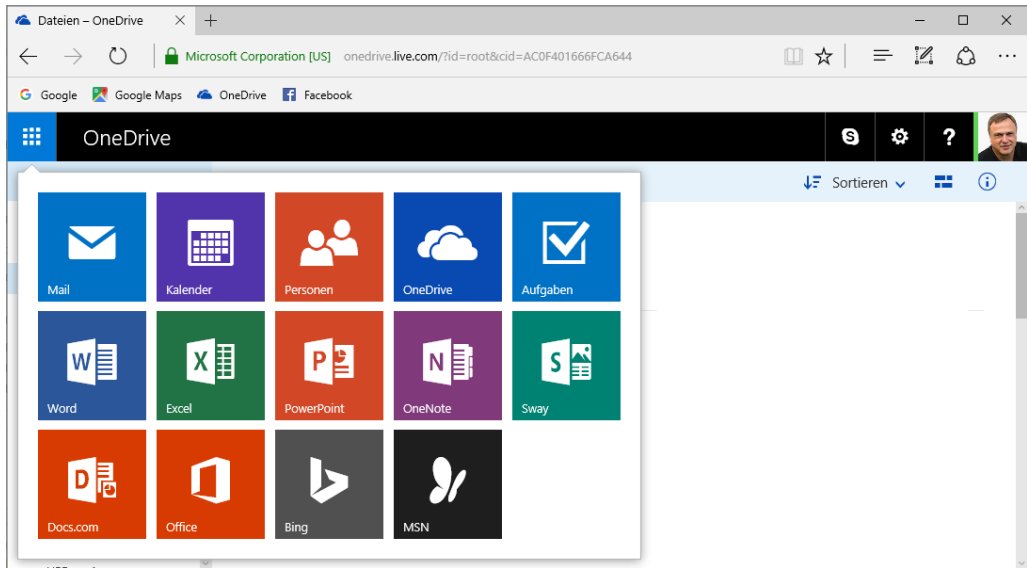 Dateien – OneDrive
Microsoft Corporation [US] onedrive.live.com/?id=root&cid=AC0F401666FCA644
Google Google Maps OneDrive Facebook
OneDrive
Sortieren
Mail Kalender Personen OneDrive Aufgaben
Word Excel PowerPoint OneNote Sway
Docs.com Office Bing MSN